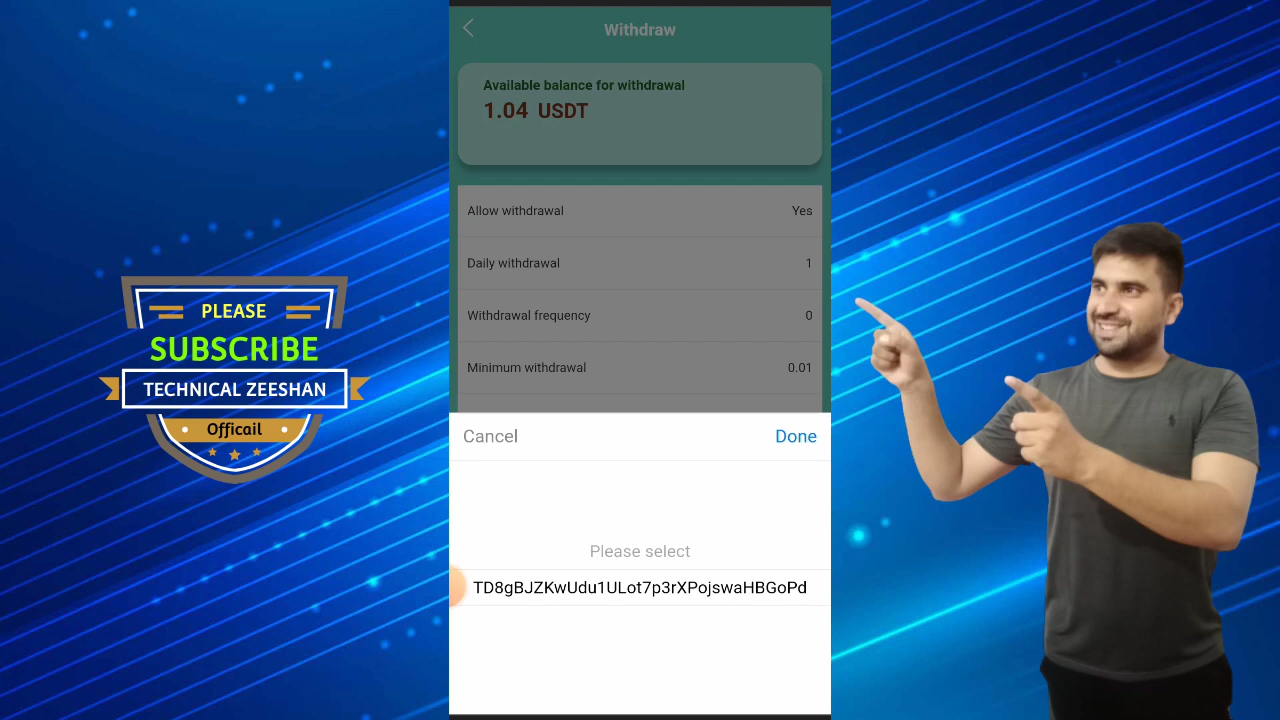 PLEASE
SUBSCRIBE
TECHNICAL ZEESHAN
Officail
Withdraw
Available balance for withdrawal
1.04 USDT
Allow withdrawal Yes
Daily withdrawal 1
Withdrawal frequency 0
Minimum withdrawal 0.01
Cancel Done
Please select
TD8gBJZKwUdu1ULot7p3rXPojswaHBGoPd